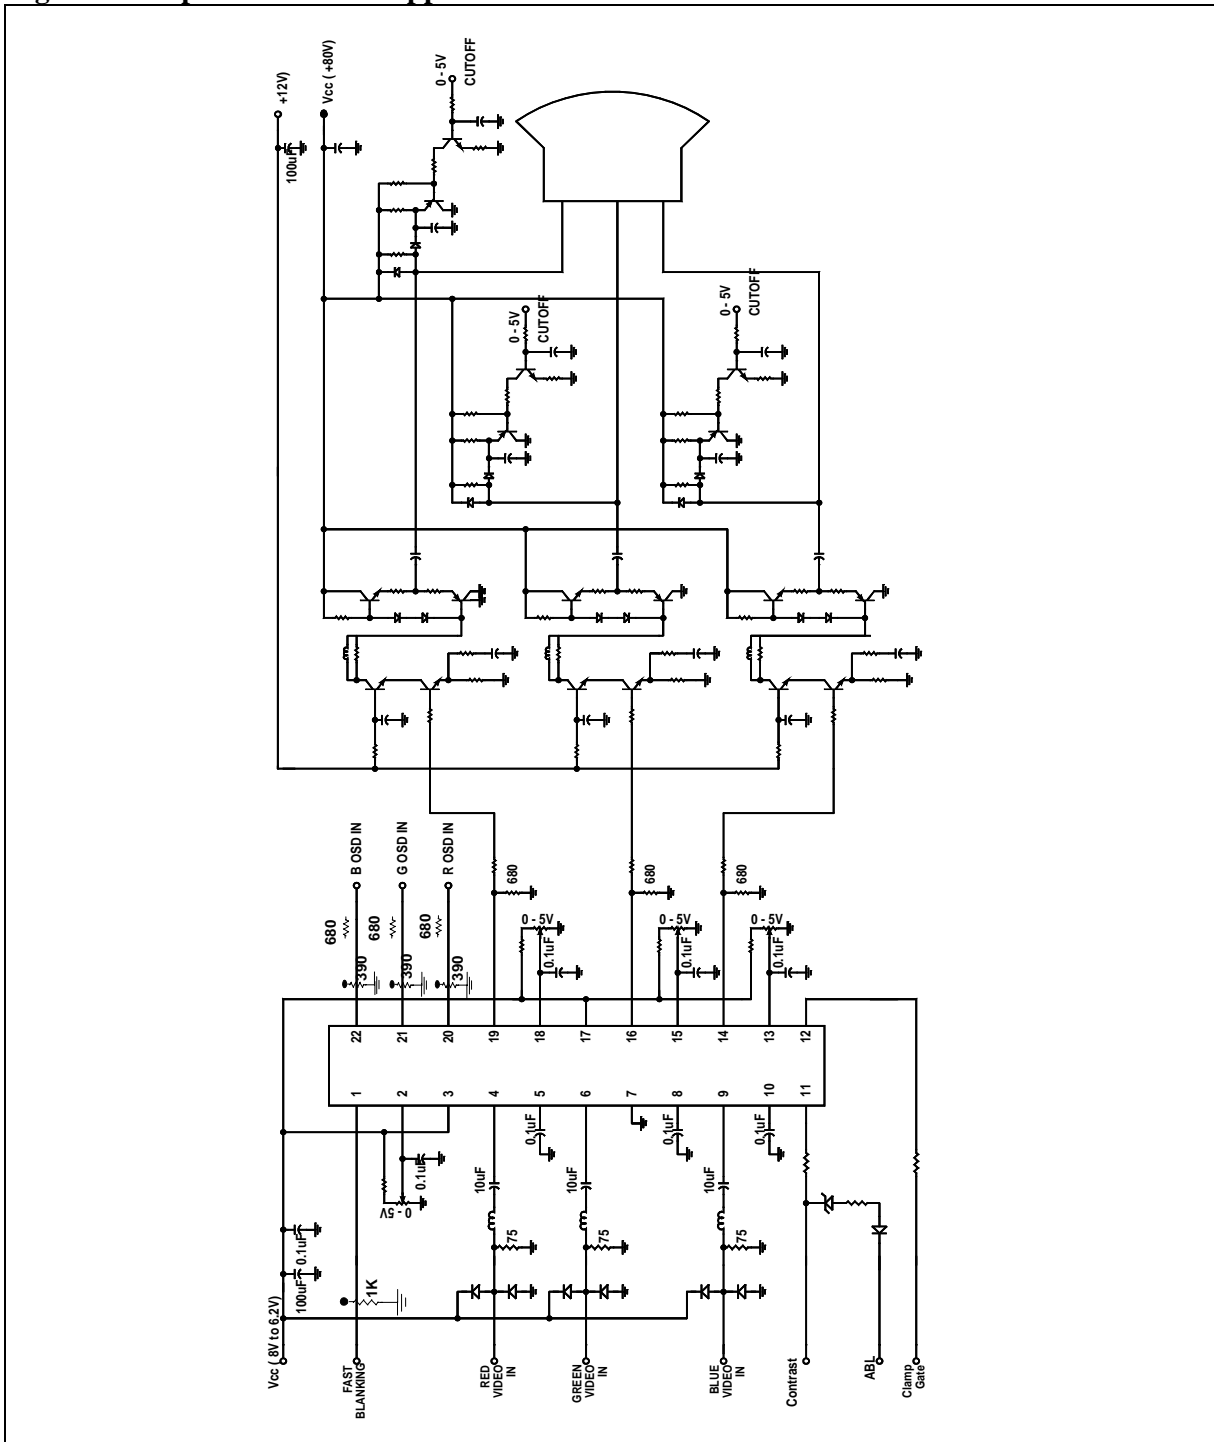 +12V)
100uF
Vcc ( +80V)
0 - 5V
CUTOFF
0 - 5V
CUTOFF
0 - 5V
CUTOFF
B OSD IN
G OSD IN
R OSD IN
680
680
680
390
390
390
680
680
680
0 - 5V
0.1uF
0 - 5V
0.1uF
0 - 5V
0.1uF
22
21
20
19
18
17
16
15
14
13
12
1
2
3
4
5
6
7
8
9
10
11
0.1uF
0 - 5V
0.1uF
0.1uF
0.1uF
10uF
10uF
10uF
75
75
75
0.1uF
100uF
1K
Vcc ( 8V to 6.2V)
FAST
BLANKING
RED
VIDEO
IN
GREEN
VIDEO
IN
BLUE
VIDEO
IN
Contrast
ABL
Clamp
Gate